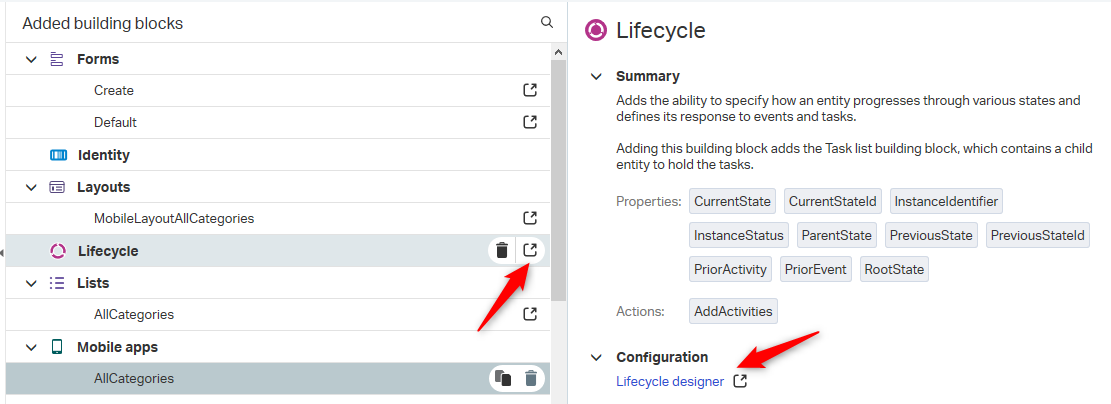 Added building blocks
Forms
Create
Default
Identity
Layouts
MobileLayoutAllCategories
Lifecycle
Lists
AllCategories
Mobile apps
AllCategories
Lifecycle
Summary
Adds the ability to specify how an entity progresses through various states and
defines its response to events and tasks.
Adding this building block adds the Task list building block, which contains a child
entity to hold the tasks.
Properties: CurrentState CurrentStateId InstanceIdentifier
InstanceStatus ParentState PreviousState PreviousStateId
PriorActivity PriorEvent RootState
Actions: AddActivities
Configuration
Lifecycle designer